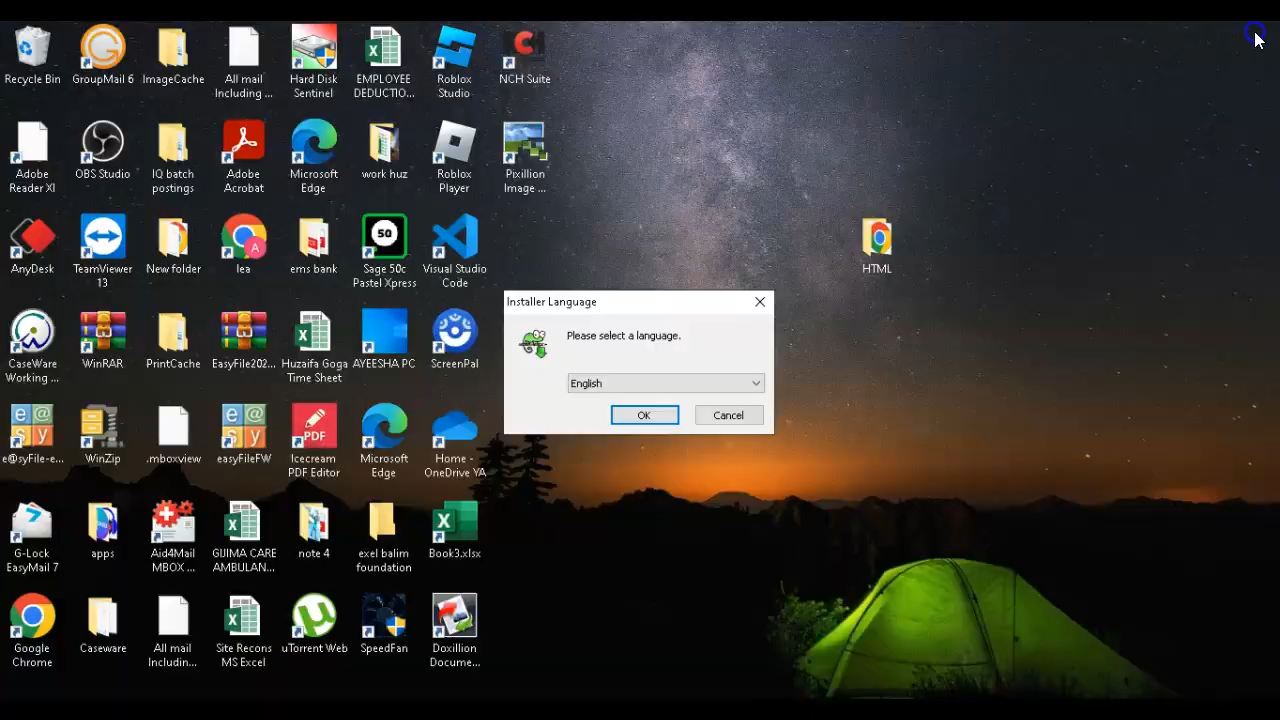 Recycle Bin
GroupMail 6
ImageCache
All mail
Including ...
Hard Disk
Sentinel
EMPLOYEE
DEDUCTIO...
Roblox
Studio
NCH Suite
Adobe
Reader XI
OBS Studio
IQ batch
postings
Adobe
Acrobat
Microsoft
Edge
work huz
Roblox
Player
Pixillion
Image ...
AnyDesk
TeamViewer
13
New folder
A
lea
ems bank
50
Sage 50c
Pastel Xpress
Visual Studio
Code
HTML
Installer Language
Please select a language.
English
OK
Cancel
CaseWare
Working ...
WinRAR
PrintCache
EasyFile202...
Huzaifa Goga
Time Sheet
AYEESHA PC
ScreenPal
e@syFile-e...
WinZip
.mboxview
easyFileFW
PDF
Icecream
PDF Editor
Microsoft
Edge
Home -
OneDrive YA
G-Lock
EasyMail 7
apps
Aid4Mail
MBOX ...
GIJIMA CARE
AMBULAN...
note 4
exel balim
foundation
Book3.xlsx
Google
Chrome
Caseware
All mail
Includin...
Site Recons
MS Excel
uTorrent Web
SpeedFan
Doxillion
Docume...